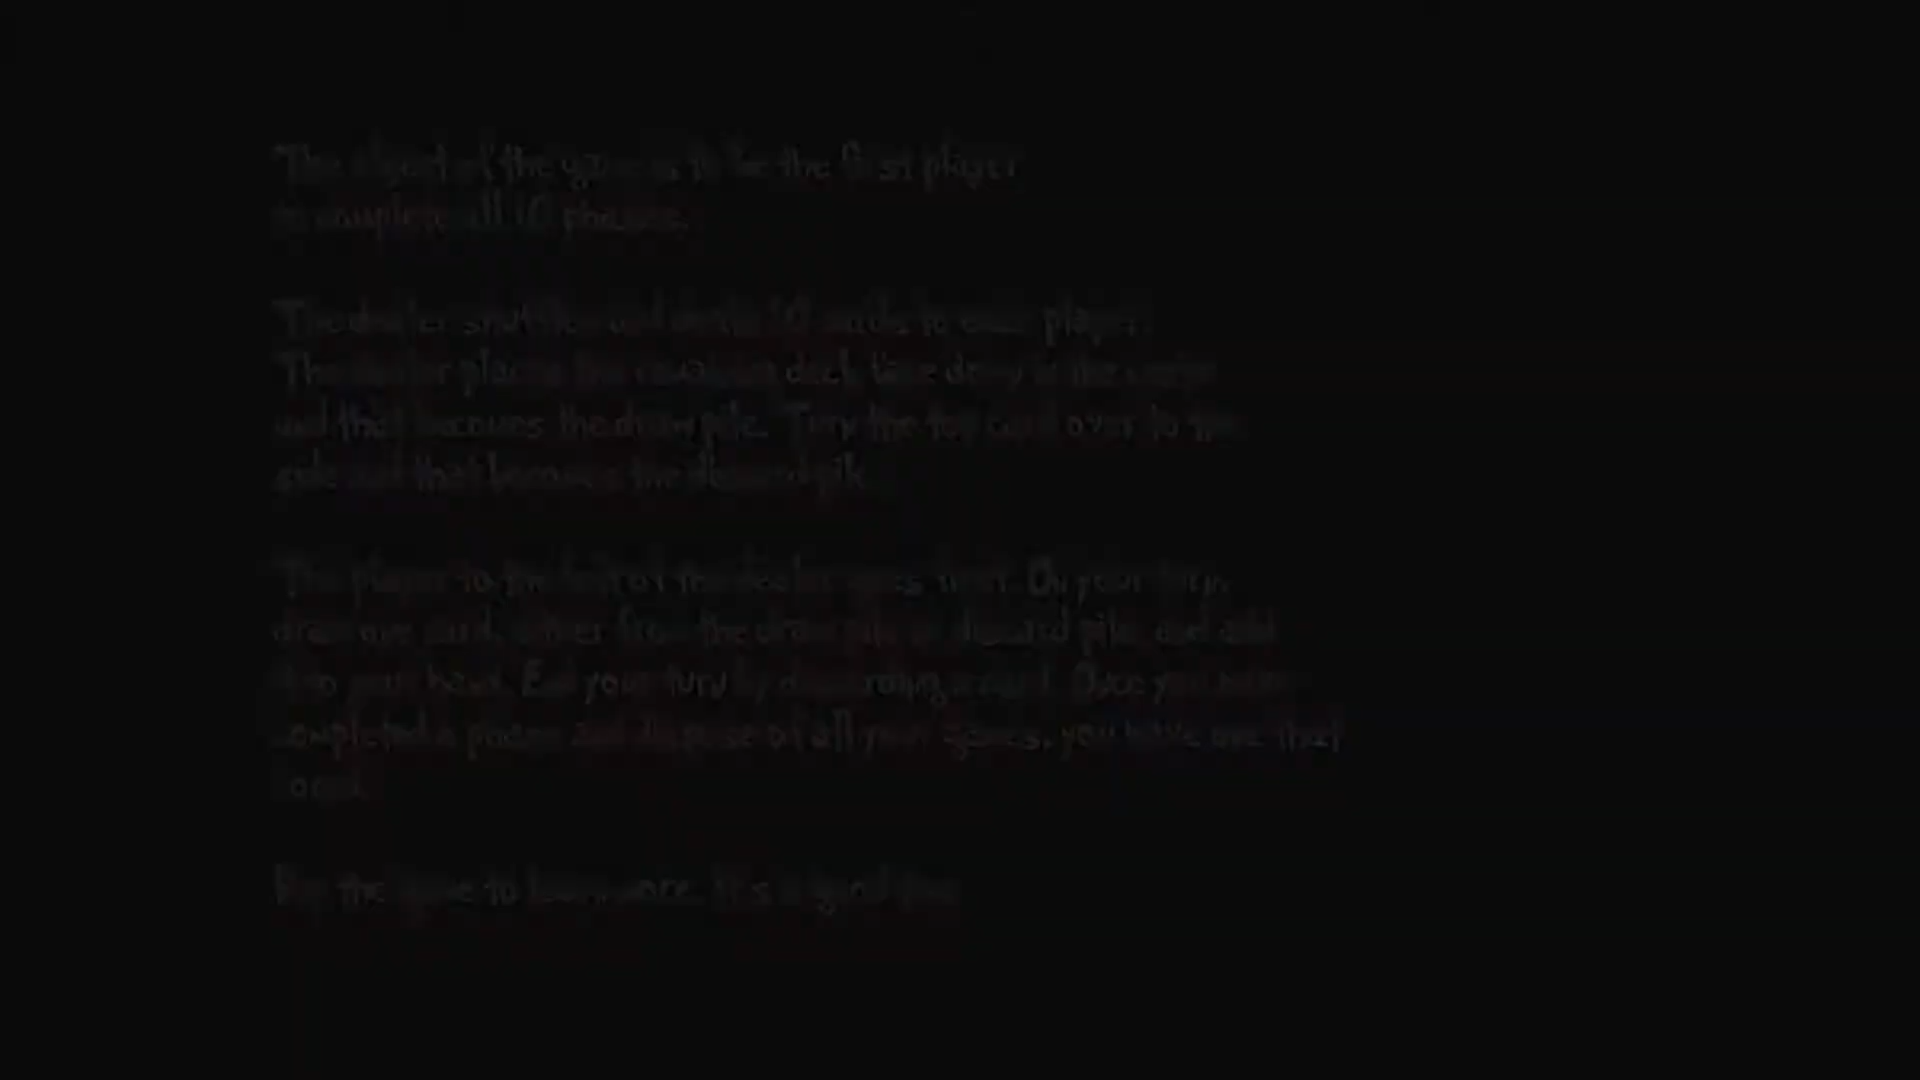 The object of the game is to be the first player
to complete all 10 phases.
The dealer shuffles and deals 10 cards to each player.
The dealer places the remaining deck face down in the center
and that becomes the draw pile. Turn the top card over to the
side and that becomes the discard pile.
The player to the left of the dealer goes first. On your turn,
draw one card, either from the draw pile or discard pile, and add
it to your hand. End your turn by discarding a card. Once you have
completed a phase and dispose of all your you have won that
round.
the game to learn more. It's a good